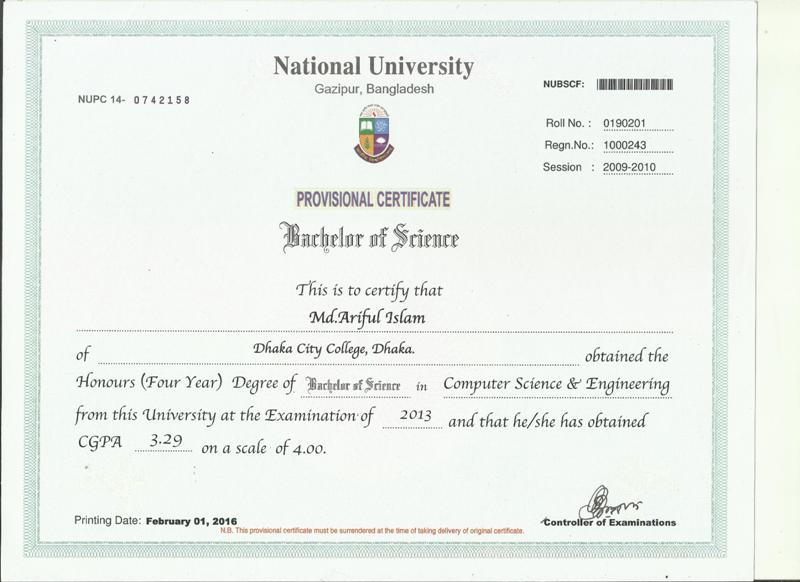 National University
Gazipur, Bangladesh
NUPC 14- 0742158
NUBSCF:
Roll No. : 0190201
Regn.No.: 1000243
Session : 2009-2010
PROVISIONAL CERTIFICATE
Bachelor of Science
This is to certify that
Md.Ariful Islam
of Dhaka City College, Dhaka. obtained the
Honours (Four Year) Degree of Bachelor of Science in Computer Science & Engineering
from this University at the Examination of 2013 and that he/she has obtained
CGPA 3.29 on a scale of 4.00.
Printing Date: February 01, 2016
Controller of Examinations
N.B. This provisional certificate must be surrendered at the time of taking delivery of original certificate.